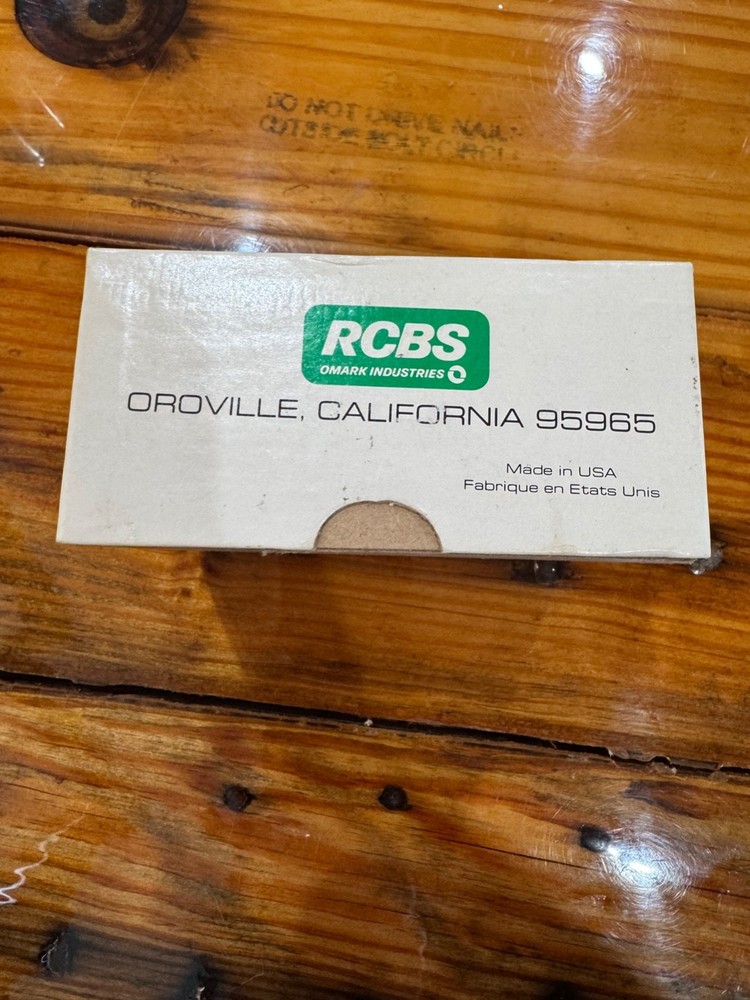 DO NOT DRIVE NAILS
OUTSIDE BOLT CIRCLE
RCBS
OMARK INDUSTRIES
OROVILLE, CALIFORNIA 95965
Made in USA
Fabrique en Etats Unis